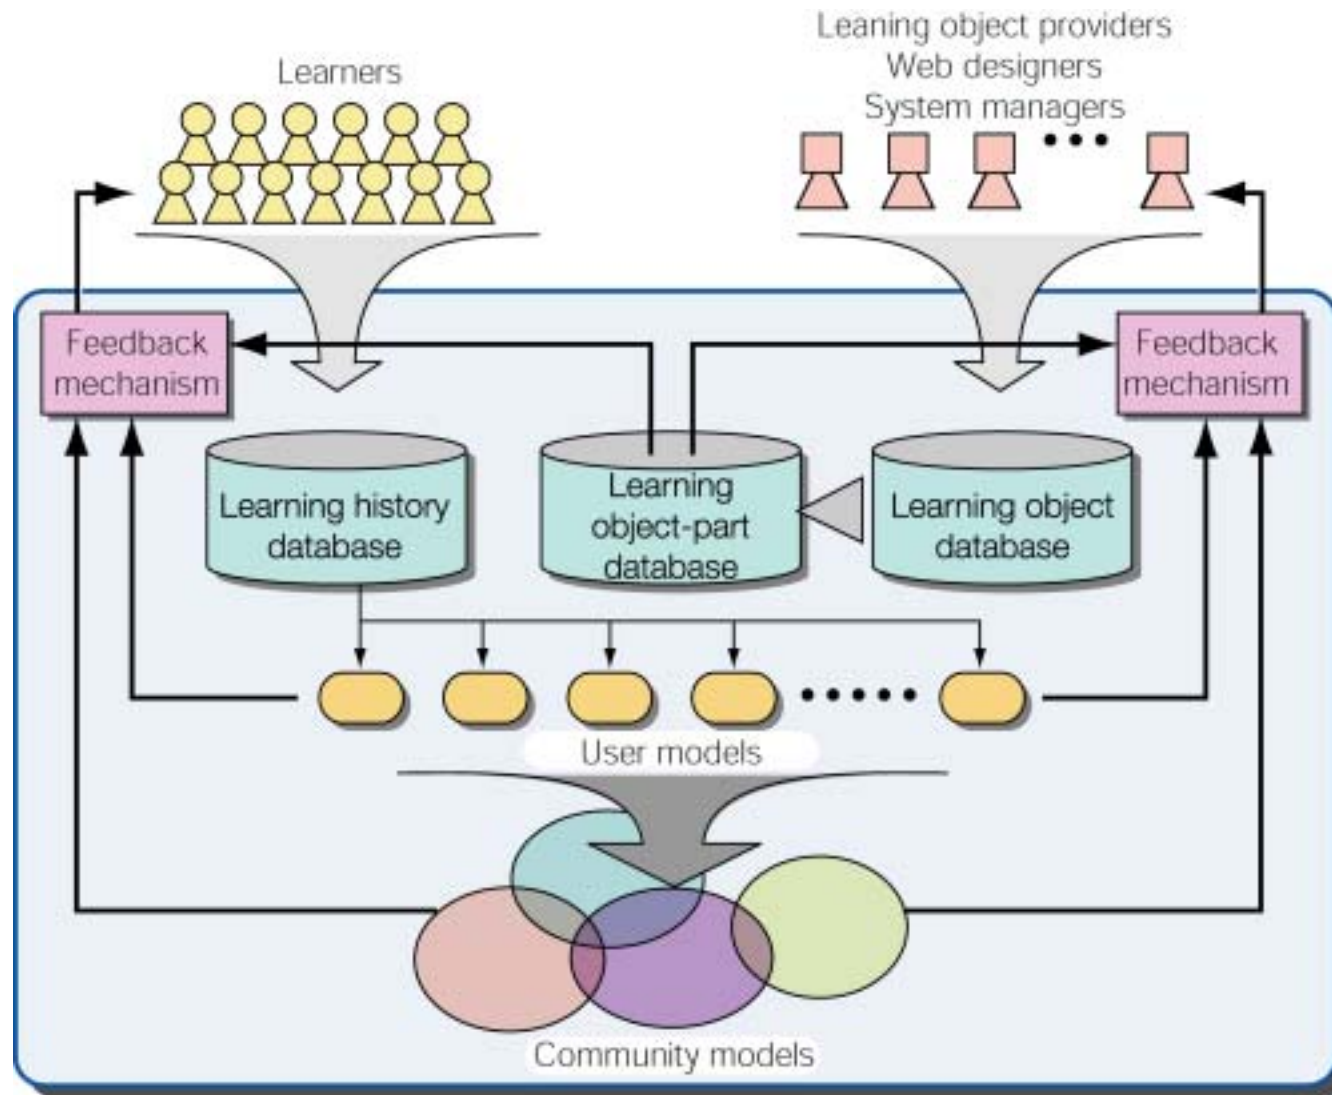 Learners
Leaning object providers
Web designers
System managers
Feedback
mechanism
Feedback
mechanism
Learning history
database
Learning
object-part
database
Learning object
database
User models
Community models